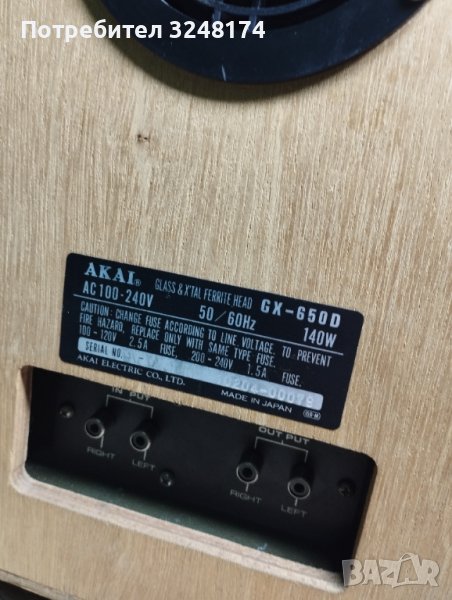 Потребител 3248174
AKAI® GLASS & X'TAL FERRITE HEAD GX-650D
AC 100-240V 50/60Hz 140W
CAUTION: CHANGE FUSE ACCORDING TO LINE VOLTAGE. TO PREVENT
FIRE HAZARD, REPLACE ONLY WITH SAME TYPE FUSE.
100-120V 2.5A FUSE, 200-240V 1.5A FUSE.
SERIAL NO.
AKAI ELECTRIC CO., LTD. MADE IN JAPAN
IN PUT
RIGHT LEFT
OUT PUT
RIGHT LEFT
BAZAR